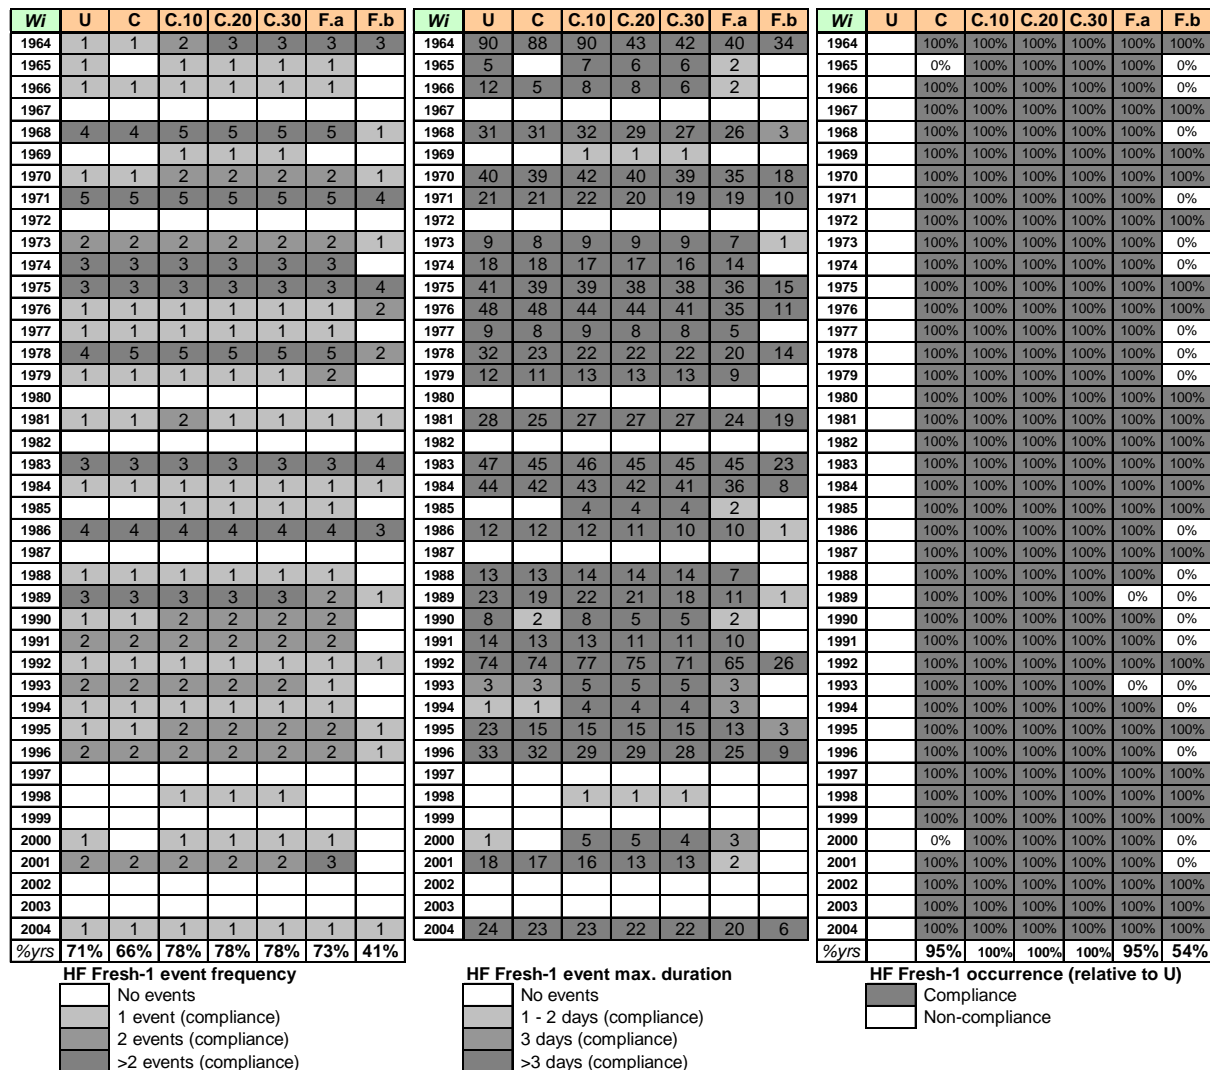 Wi U C C.10 C.20 C.30 F.a F.b Wi U C C.10 C.20 C.30 F.a F.b Wi U C C.10 C.20 C.30 F.a F.b
1964 1 1 2 3 3 3 3 1964 90 88 90 43 42 40 34 1964 100% 100% 100% 100% 100% 100%
1965 1 1 1 1 1 1965 5 7 6 6 2 1965 0% 100% 100% 100% 100% 0%
1966 1 1 1 1 1 1 1966 12 5 8 8 6 2 1966 100% 100% 100% 100% 100% 0%
1967 1967 1967 100% 100% 100% 100% 100% 100%
1968 4 4 5 5 5 5 1 1968 31 31 32 29 27 26 3 1968 100% 100% 100% 100% 100% 0%
1969 1 1 1 1969 1 1 1 1969 100% 100% 100% 100% 100% 100%
1970 1 1 2 2 2 2 1 1970 40 39 42 40 39 35 18 1970 100% 100% 100% 100% 100% 100%
1971 5 5 5 5 5 5 4 1971 21 21 22 20 19 19 10 1971 100% 100% 100% 100% 100% 0%
1972 1972 1972 100% 100% 100% 100% 100% 100%
1973 2 2 2 2 2 2 1 1973 9 8 9 9 9 7 1 1973 100% 100% 100% 100% 100% 0%
1974 3 3 3 3 3 3 1974 18 18 17 17 16 14 1974 100% 100% 100% 100% 100% 0%
1975 3 3 3 3 3 3 4 1975 41 39 39 38 38 36 15 1975 100% 100% 100% 100% 100% 100%
1976 1 1 1 1 1 1 2 1976 48 48 44 44 41 35 11 1976 100% 100% 100% 100% 100% 100%
1977 1 1 1 1 1 1 1977 9 8 9 8 8 5 1977 100% 100% 100% 100% 100% 0%
1978 4 5 5 5 5 5 2 1978 32 23 22 22 22 20 14 1978 100% 100% 100% 100% 100% 0%
1979 1 1 1 1 1 2 1979 12 11 13 13 13 9 1979 100% 100% 100% 100% 100% 0%
1980 1980 1980 100% 100% 100% 100% 100% 100%
1981 1 1 2 1 1 1 1 1981 28 25 27 27 27 24 19 1981 100% 100% 100% 100% 100% 100%
1982 1982 1982 100% 100% 100% 100% 100% 100%
1983 3 3 3 3 3 3 4 1983 47 45 46 45 45 45 23 1983 100% 100% 100% 100% 100% 100%
1984 1 1 1 1 1 1 1 1984 44 42 43 42 41 36 8 1984 100% 100% 100% 100% 100% 100%
1985 1 1 1 1 1985 4 4 4 2 1985 100% 100% 100% 100% 100% 100%
1986 4 4 4 4 4 4 3 1986 12 12 12 11 10 10 1 1986 100% 100% 100% 100% 100% 0%
1987 1987 1987 100% 100% 100% 100% 100% 100%
1988 1 1 1 1 1 1 1988 13 13 14 14 14 7 1988 100% 100% 100% 100% 100% 0%
1989 3 3 3 3 3 2 1 1989 23 19 22 21 18 11 1 1989 100% 100% 100% 100% 0% 0%
1990 1 1 2 2 2 2 1990 8 2 8 5 5 2 1990 100% 100% 100% 100% 100% 0%
1991 2 2 2 2 2 2 1991 14 13 13 11 11 10 1991 100% 100% 100% 100% 100% 0%
1992 1 1 1 1 1 1 1 1992 74 74 77 75 71 65 26 1992 100% 100% 100% 100% 100% 100%
1993 2 2 2 2 2 1 1993 3 3 5 5 5 3 1993 100% 100% 100% 100% 0% 0%
1994 1 1 1 1 1 1 1994 1 1 4 4 4 3 1994 100% 100% 100% 100% 100% 0%
1995 1 1 2 2 2 2 1 1995 23 15 15 15 15 13 3 1995 100% 100% 100% 100% 100% 100%
1996 2 2 2 2 2 2 1 1996 33 32 29 29 28 25 9 1996 100% 100% 100% 100% 100% 0%
1997 1997 1997 100% 100% 100% 100% 100% 100%
1998 1 1 1 1998 1 1 1 1998 100% 100% 100% 100% 100% 100%
1999 1999 1999 100% 100% 100% 100% 100% 100%
2000 1 1 1 1 1 2000 1 5 5 4 3 2000 0% 100% 100% 100% 100% 0%
2001 2 2 2 2 2 3 2001 18 17 16 13 13 2 2001 100% 100% 100% 100% 100% 0%
2002 2002 2002 100% 100% 100% 100% 100% 100%
2003 2003 2003 100% 100% 100% 100% 100% 100%
2004 1 1 1 1 1 1 1 2004 24 23 23 22 22 20 6 2004 100% 100% 100% 100% 100% 100%
%yrs 71% 66% 78% 78% 78% 73% 41% %yrs 95% 100% 100% 100% 95% 54%
HF Fresh-1 event frequency HF Fresh-1 event max. duration HF Fresh-1 occurrence (relative to U)
No events No events Compliance
1 event (compliance) 1 - 2 days (compliance) Non-compliance
2 events (compliance) 3 days (compliance)
>2 events (compliance) >3 days (compliance)